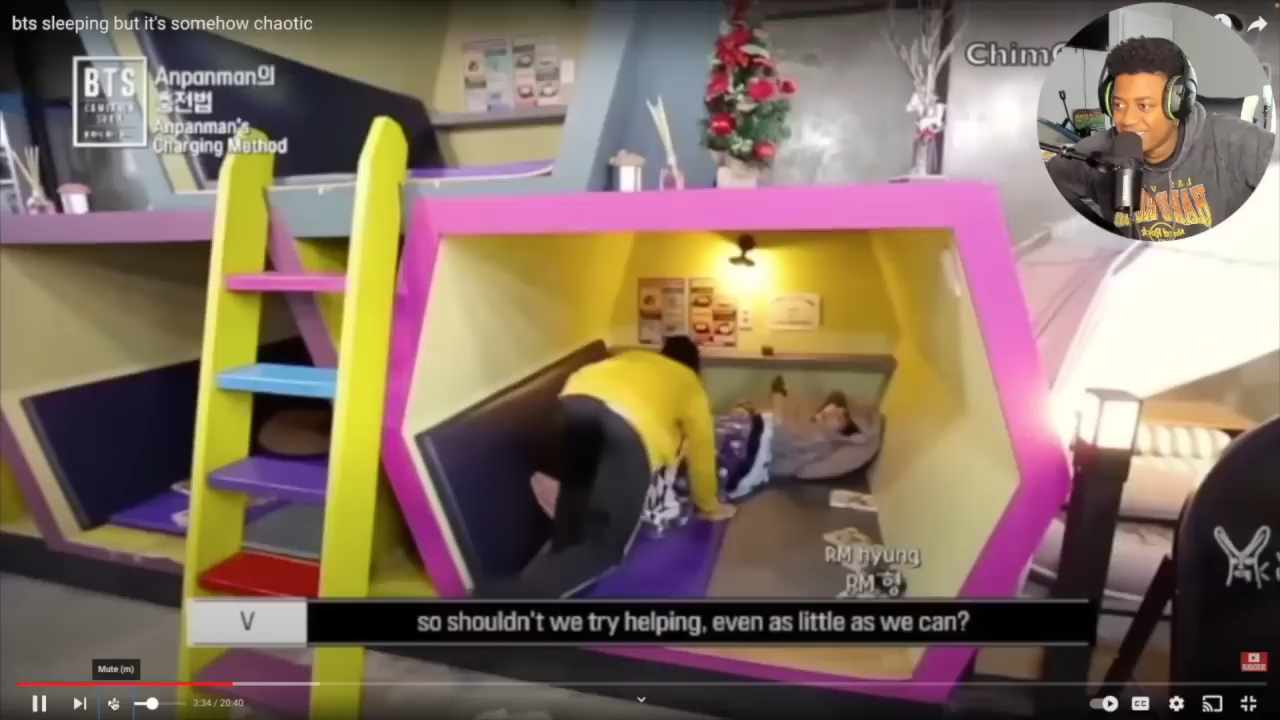 bts sleeping but it's somehow chaotic
BTS
Anpanman의
충전법
Anpanman's
Charging Method
RM hyung
RM 형
V
so shouldn't we try helping, even as little as we can?
Mute (m)
3:34 / 20:40